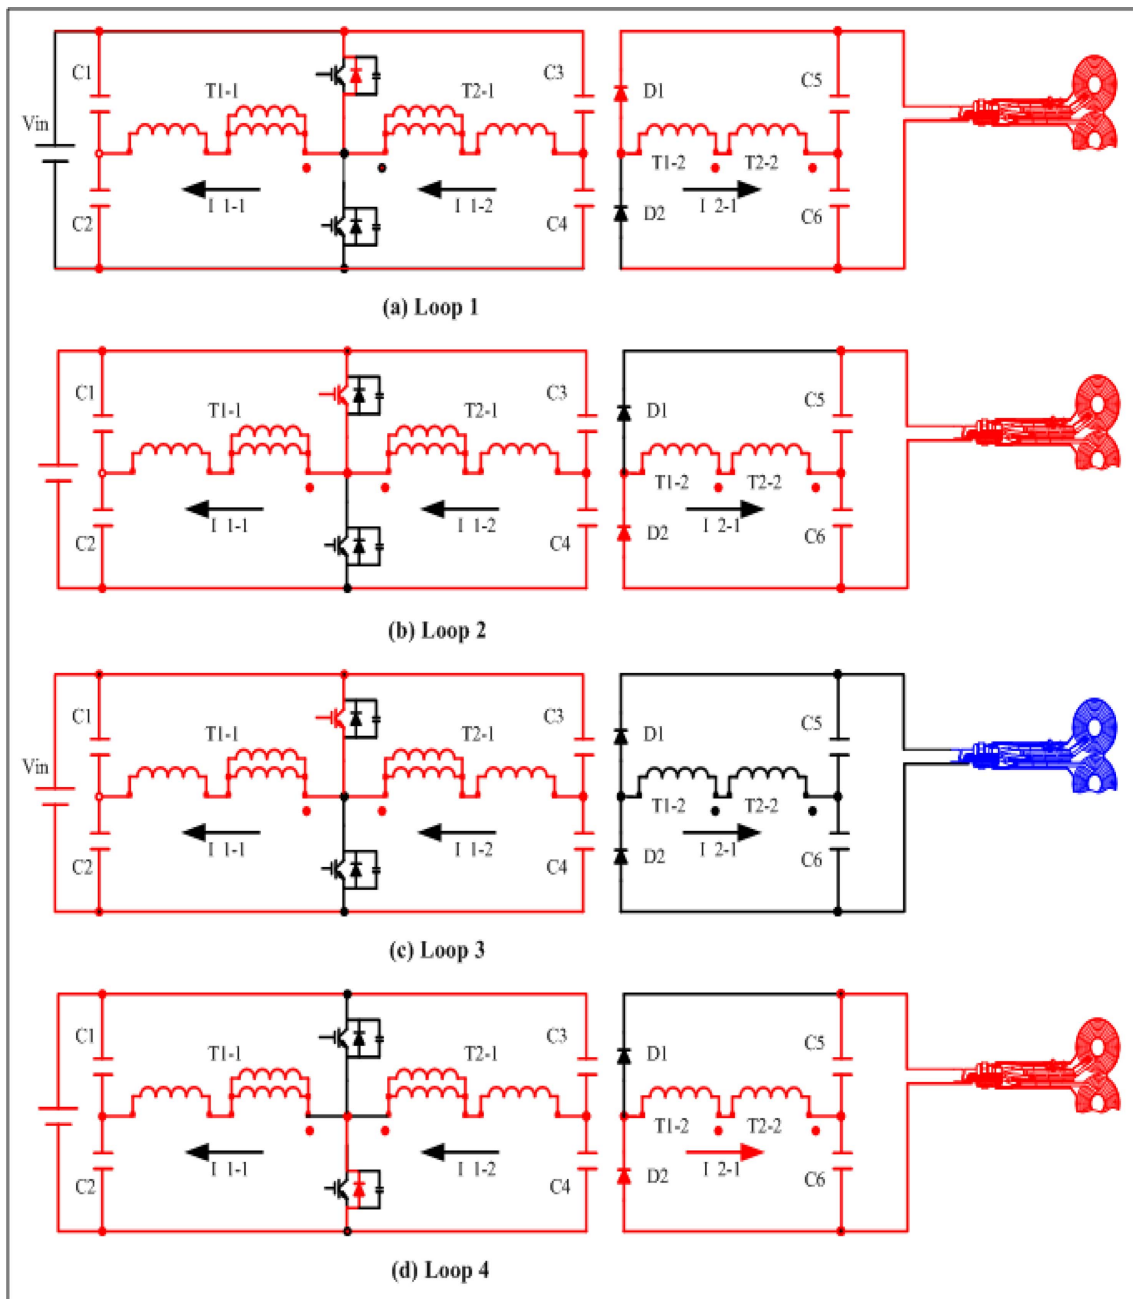 C1
C3
D1
C5
T1-1
T2-1
Vin
T1-2 T2-2
C2
I 1-1
I 1-2
C4
D2
I 2-1
C6
(a) Loop 1
C1
C3
D1
C5
T1-1
T2-1
T1-2 T2-2
C2
I 1-1
I 1-2
C4
D2
I 2-1
C6
(b) Loop 2
C1
C3
D1
C5
T1-1
T2-1
Vin
T1-2 T2-2
C2
I 1-1
I 1-2
C4
D2
I 2-1
C6
(c) Loop 3
C1
C3
D1
C5
T1-1
T2-1
T1-2 T2-2
C2
I 1-1
I 1-2
C4
D2
I 2-1
C6
(d) Loop 4